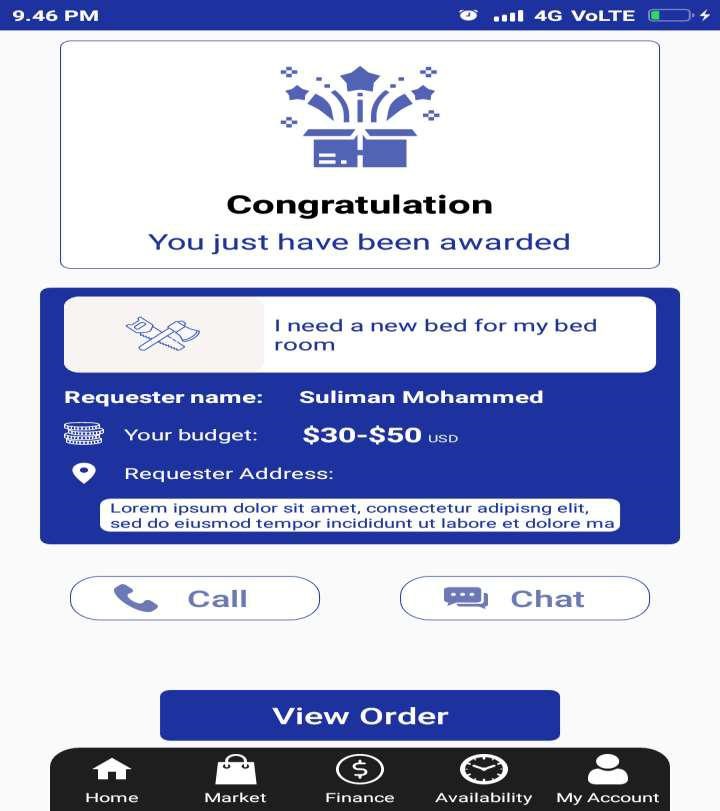 9.46 PM 4G VoLTE
Congratulation
You just have been awarded
I need a new bed for my bed
room
Requester name: Suliman Mohammed
Your budget: $30-$50 USD
Requester Address:
Lorem ipsum dolor sit amet, consectetur adipisng elit,
sed do eiusmod tempor incididunt ut labore et dolore ma
Call Chat
View Order
Home Market Finance Availability My Account